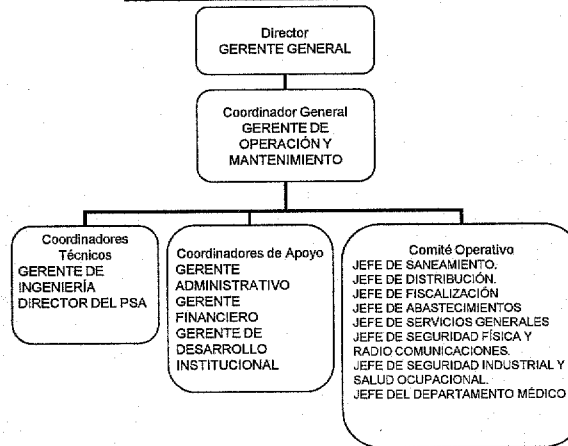 Director
GERENTE GENERAL
Coordinador General
GERENTE DE
OPERACIÓN Y
MANTENIMIENTO
Coordinadores
Técnicos
GERENTE DE
INGENIERÍA
DIRECTOR DEL PSA
Coordinadores de Apoyo
GERENTE
ADMINISTRATIVO
GERENTE
FINANCIERO
GERENTE DE
DESARROLLO
INSTITUCIONAL
Comité Operativo
JEFE DE SANEAMIENTO.
JEFE DE DISTRIBUCIÓN.
JEFE DE FISCALIZACIÓN
JEFE DE ABASTECIMIENTOS
JEFE DE SERVICIOS GENERALES
JEFE DE SEGURIDAD FÍSICA Y
RADIO COMUNICACIONES.
JEFE DE SEGURIDAD INDUSTRIAL Y
SALUD OCUPACIONAL.
JEFE DEL DEPARTAMENTO MÉDICO